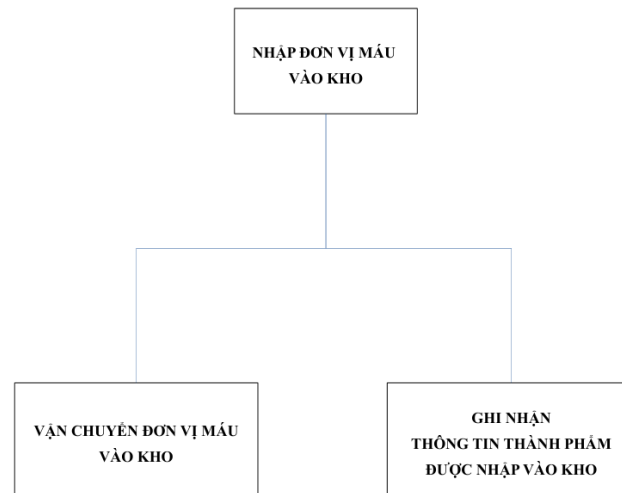 NHẬP ĐƠN VỊ MÁU
VÀO KHO
VẬN CHUYỂN ĐƠN VỊ MÁU
VÀO KHO
GHI NHẬN
THÔNG TIN THÀNH PHẨM
ĐƯỢC NHẬP VÀO KHO